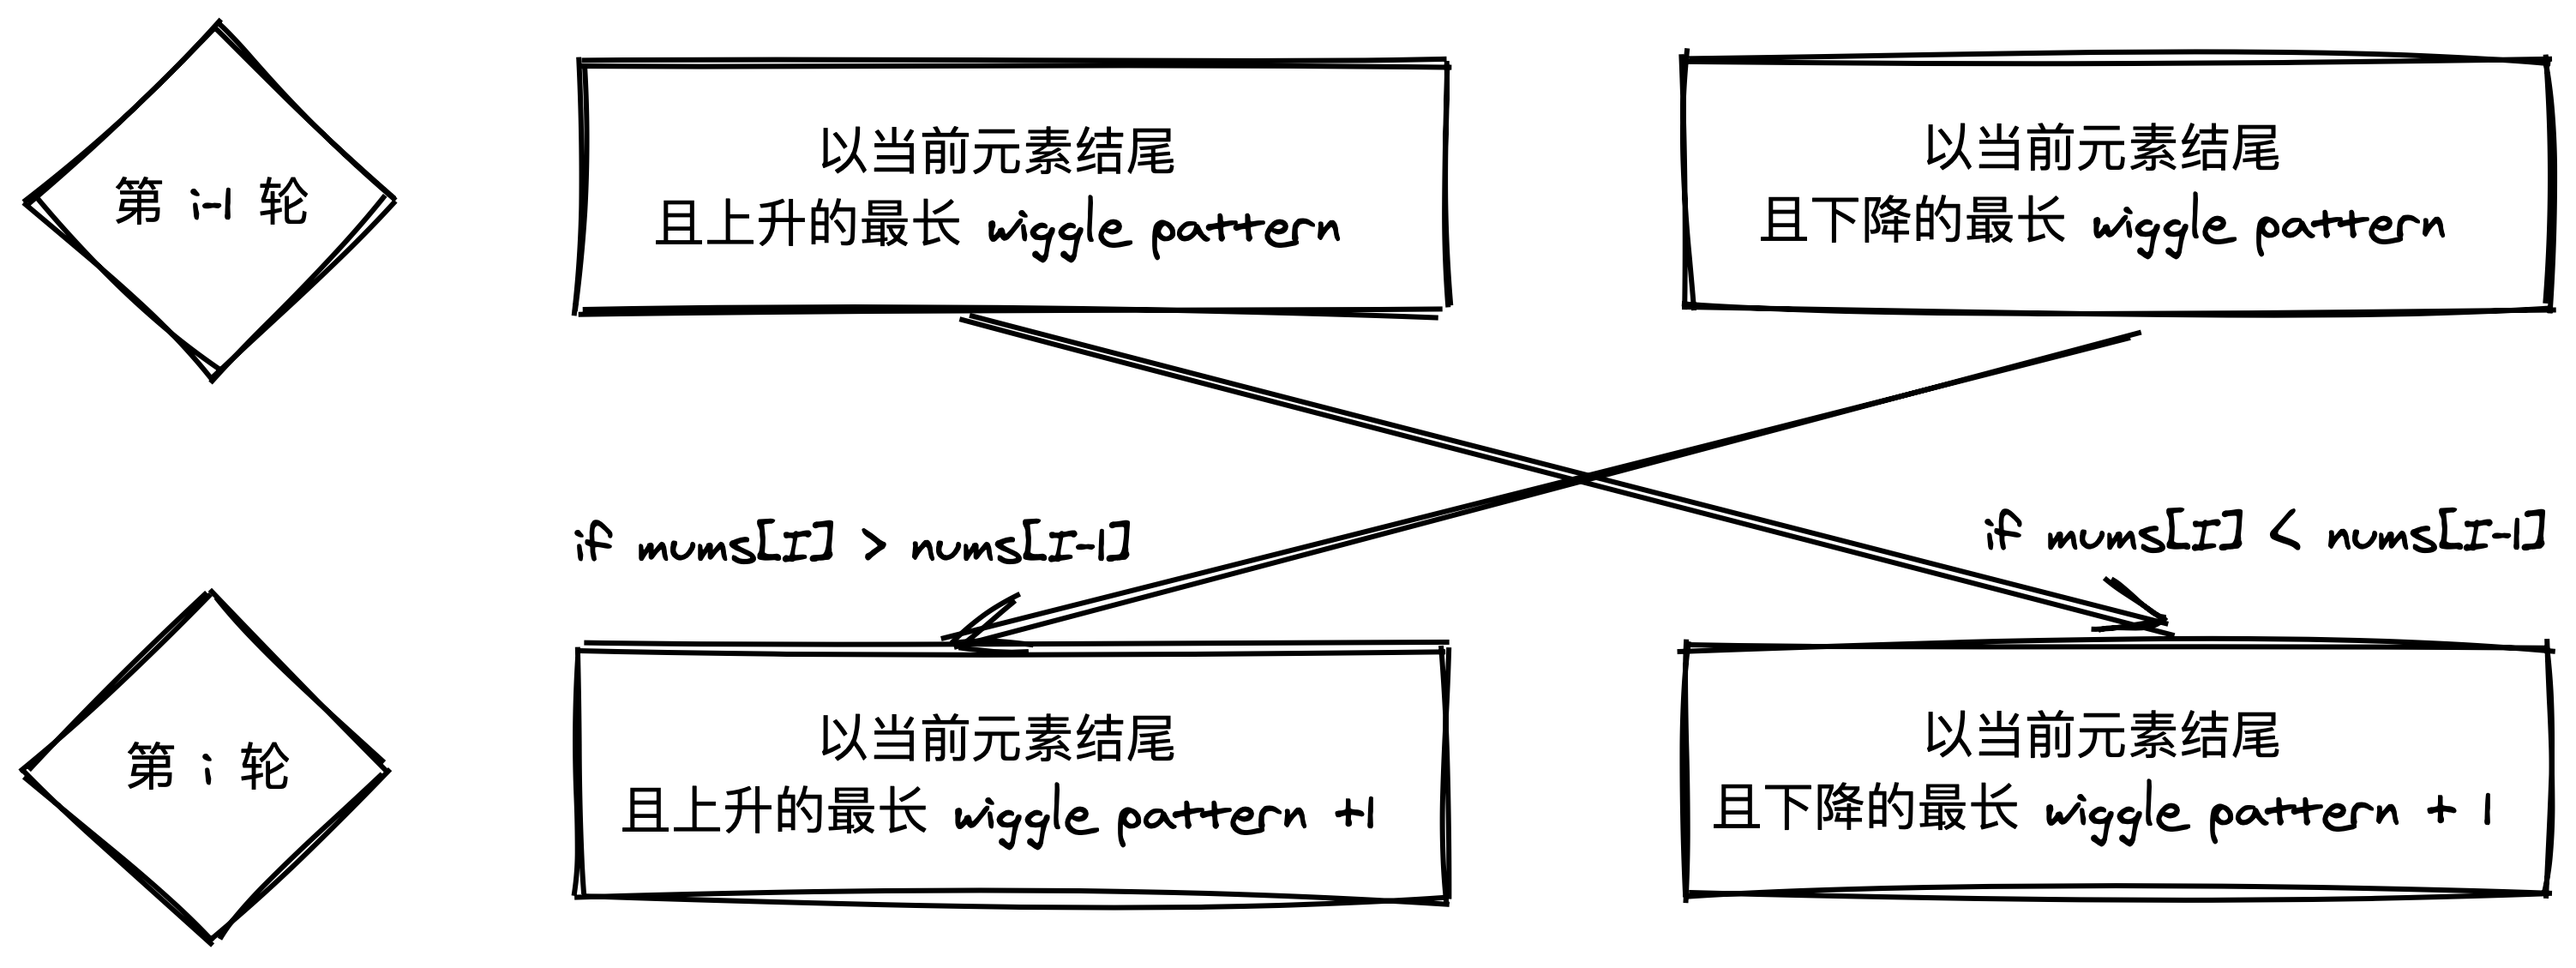 第 i-1 轮
以当前元素结尾
且上升的最长 wiggle pattern
以当前元素结尾
且下降的最长 wiggle pattern
if nums[I] > nums[I-1]
if nums[I] < nums[I-1]
第 i 轮
以当前元素结尾
且上升的最长 wiggle pattern +1
以当前元素结尾
且下降的最长 wiggle pattern + 1